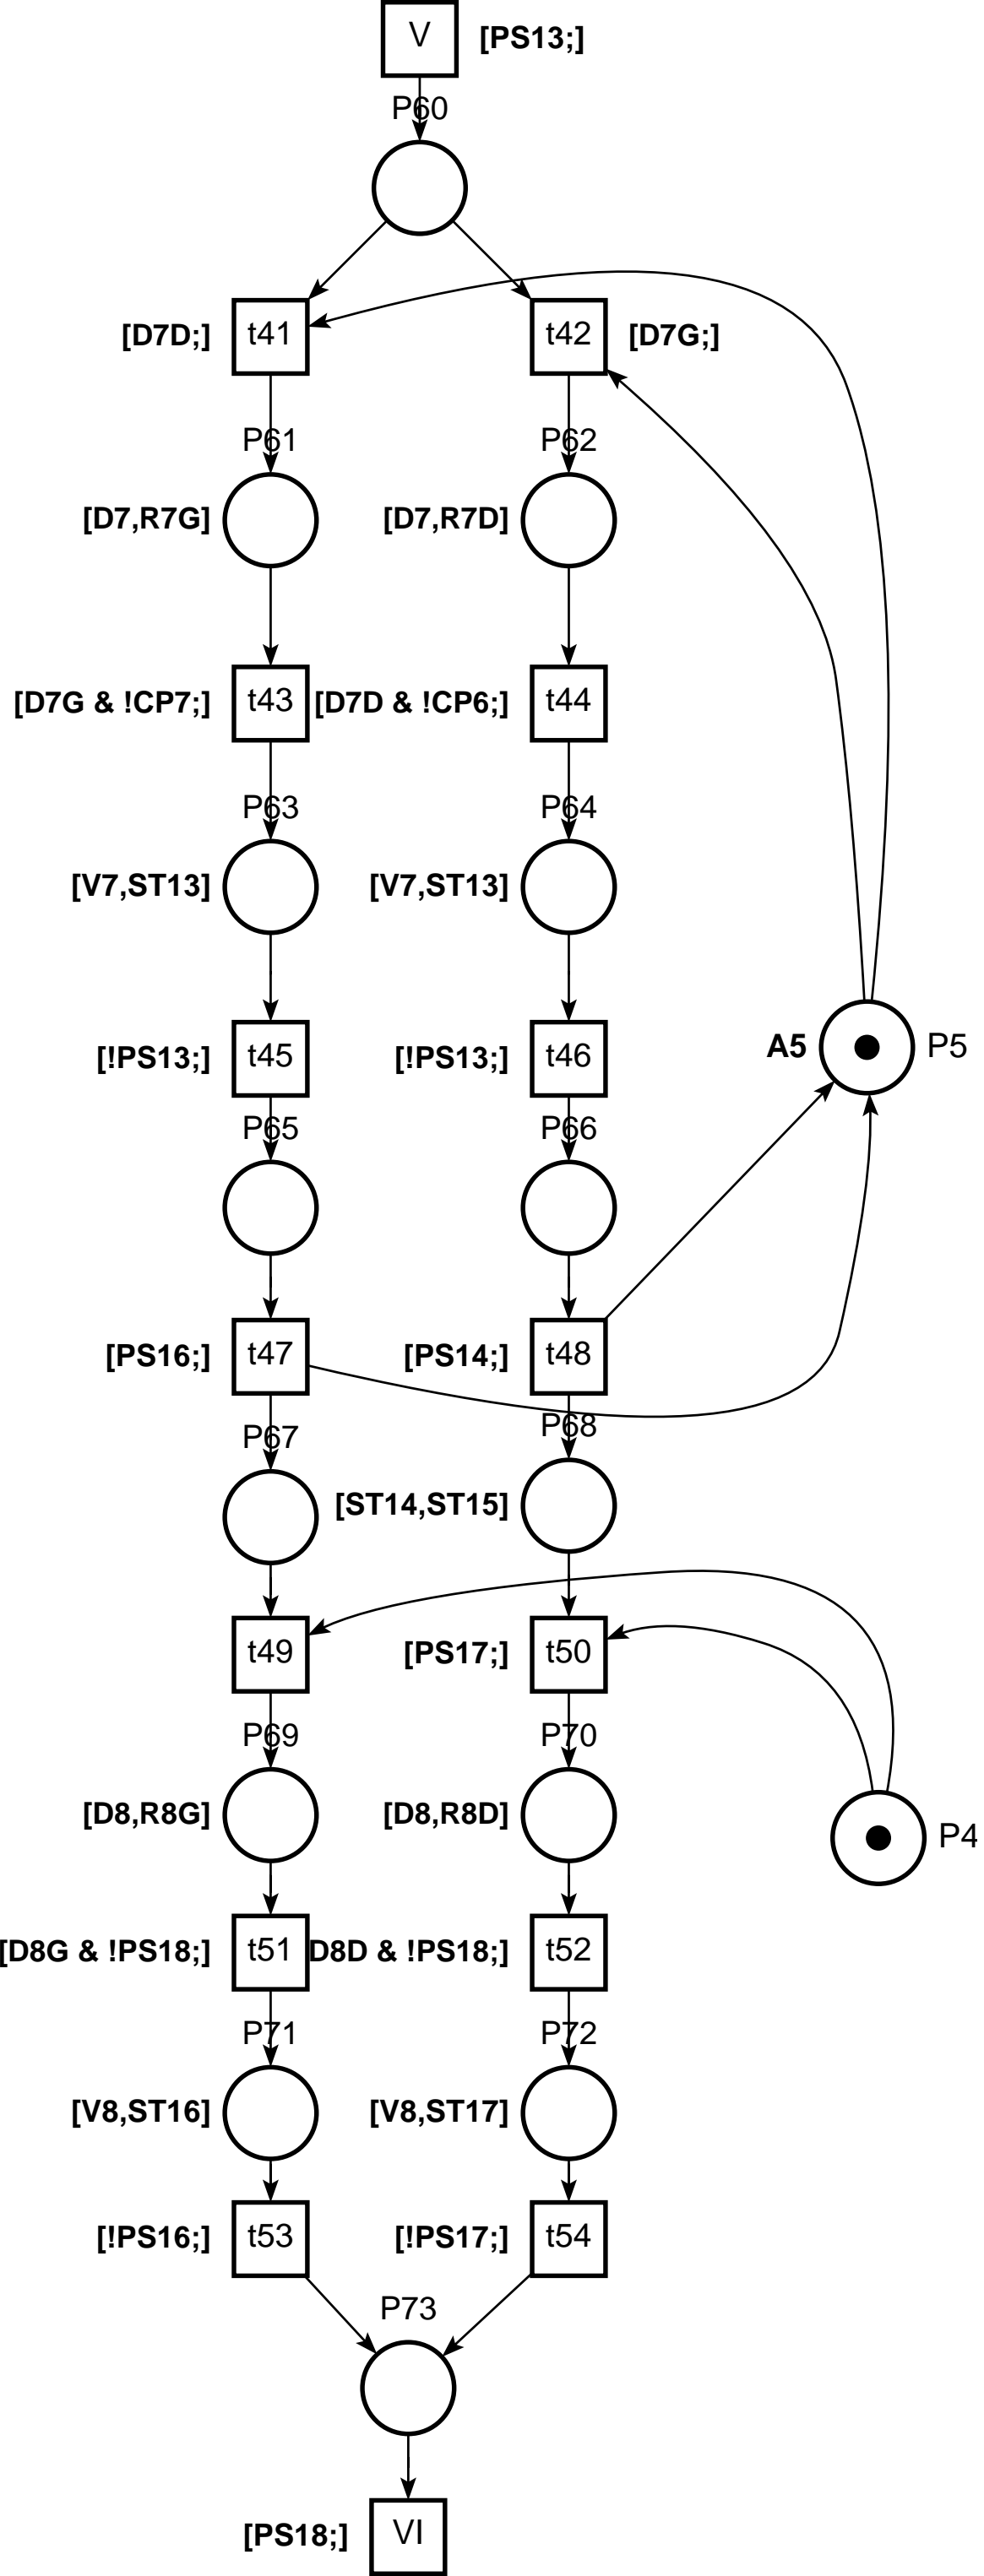 V [PS13;]
P60
[D7D;] t41 t42 [D7G;]
P61 P62
[D7,R7G] [D7,R7D]
[D7G & !CP7;] t43 [D7D & !CP6;] t44
P63 P64
[V7,ST13] [V7,ST13]
[!PS13;] t45 [!PS13;] t46 A5 P5
P65 P66
[PS16;] t47 [PS14;] t48
P67 P68
[ST14,ST15]
t49 [PS17;] t50
P69 P70
[D8,R8G] [D8,R8D] P4
[D8G & !PS18;] t51 D8D & !PS18;] t52
P71 P72
[V8,ST16] [V8,ST17]
[!PS16;] t53 [!PS17;] t54
P73
[PS18;] VI